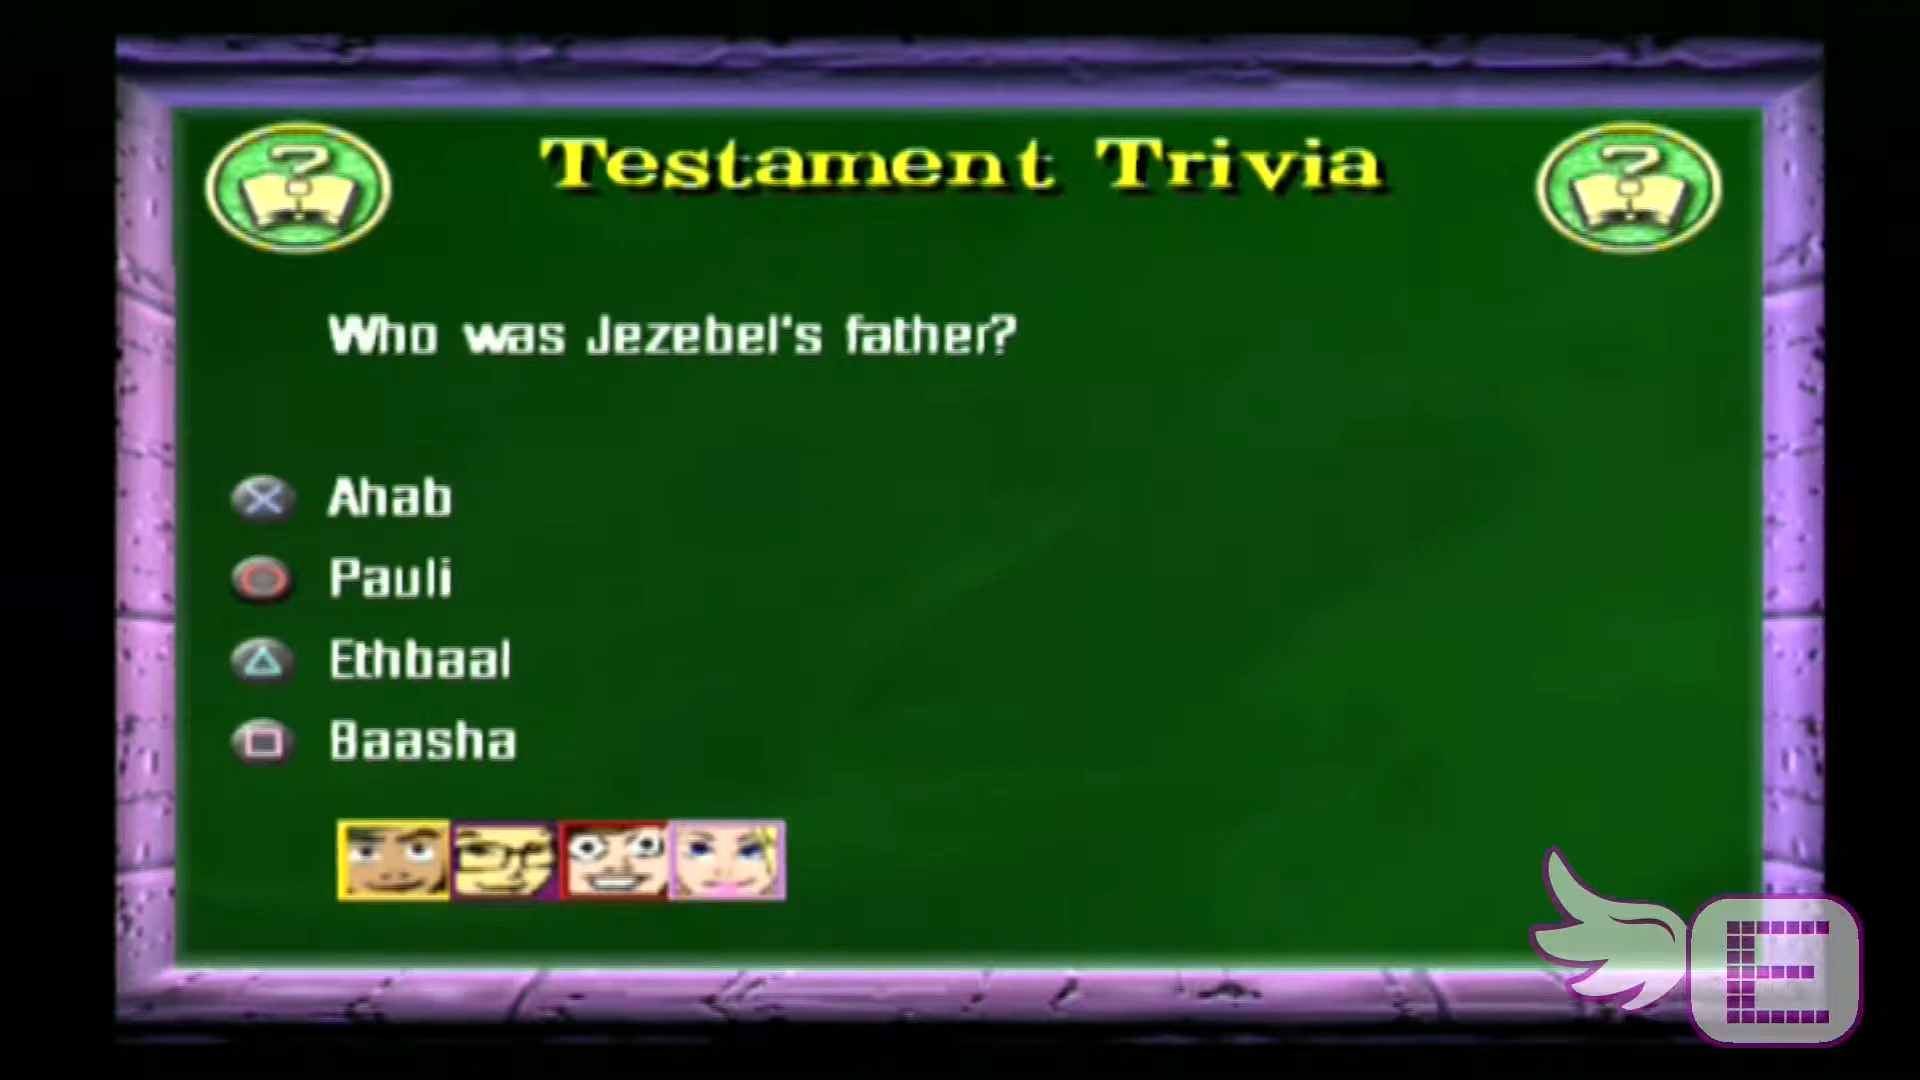 Testament Trivia
Who was Jezebel's father?
Ahab
Pauli
Ethbaal
Baasha
E